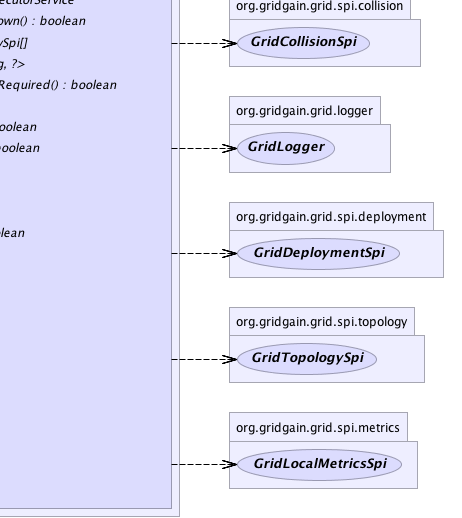 ecutorService
own() : boolean
ySpi[]
g, ?>
Required() : boolean
oolean
oolean
lean
org.gridgain.grid.spi.collision
GridCollisionSpi
org.gridgain.grid.logger
GridLogger
org.gridgain.grid.spi.deployment
GridDeploymentSpi
org.gridgain.grid.spi.topology
GridTopologySpi
org.gridgain.grid.spi.metrics
GridLocalMetricsSpi